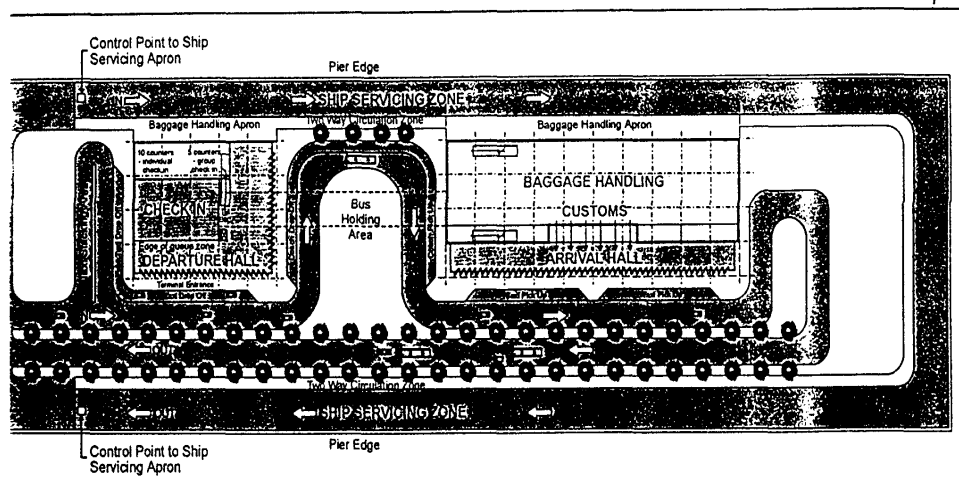 Control Point to Ship
Servicing Apron
Pier Edge
IN
SHIP SERVICING ZONE
Two Way Circulation Zone
Baggage Handling Apron
Baggage Handling Apron
10 counters
- individual
check in
5 counters
- group
check in
CHECK IN
Edge of queue zone
DEPARTURE HALL
Terminal Entrance
Bus
Holding
Area
BAGGAGE HANDLING
CUSTOMS
ARRIVAL HALL
OUT
Two Way Circulation Zone
OUT
SHIP SERVICING ZONE
Pier Edge
Control Point to Ship
Servicing Apron